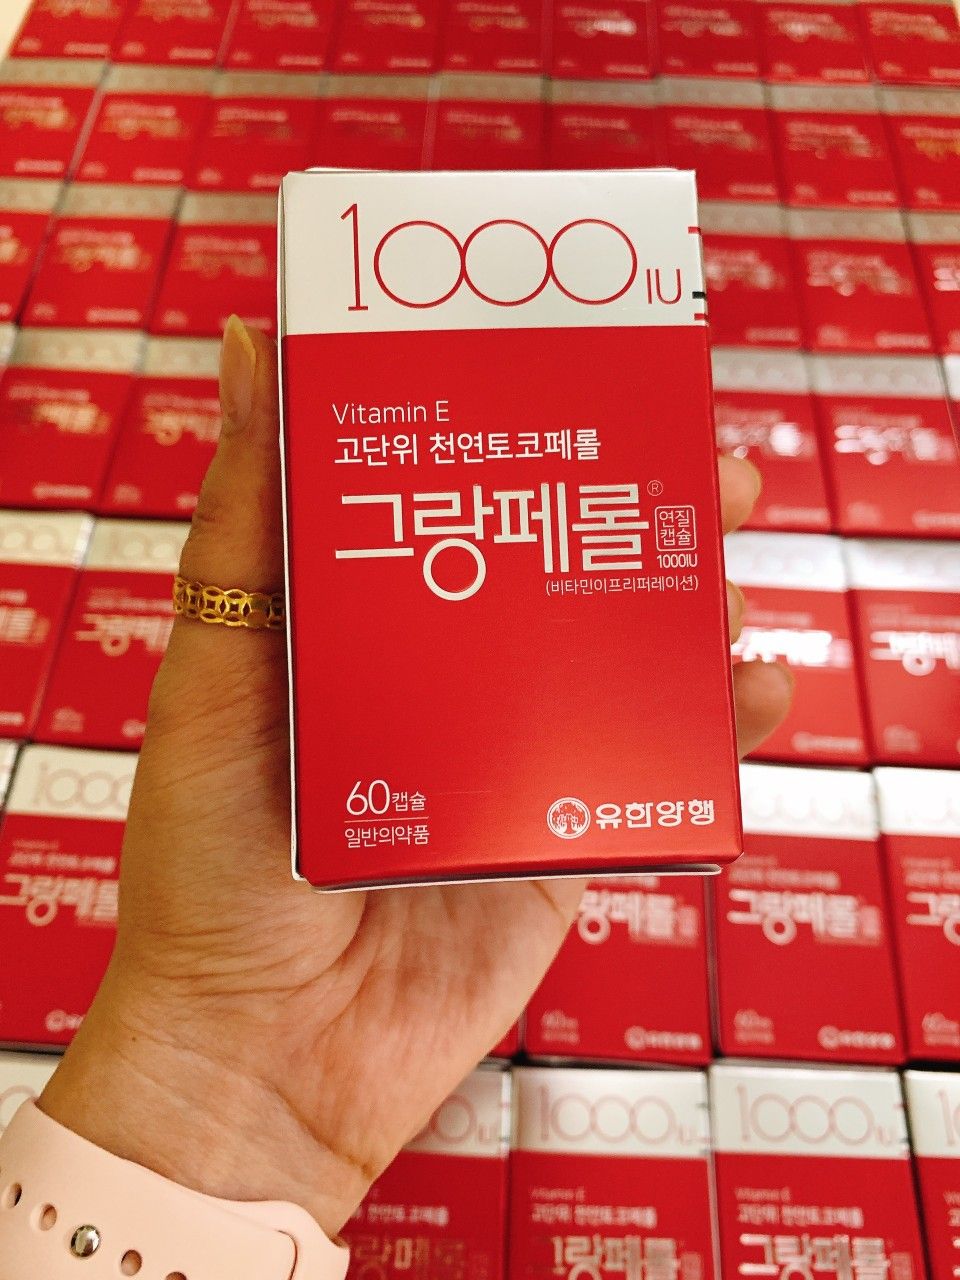 1000 IU
Vitamin E
고단위 천연토코페롤
그랑페롤®
연질
캡슐
1000IU
(비타민이프리퍼레이션)
60캡슐
일반의약품
유한양행